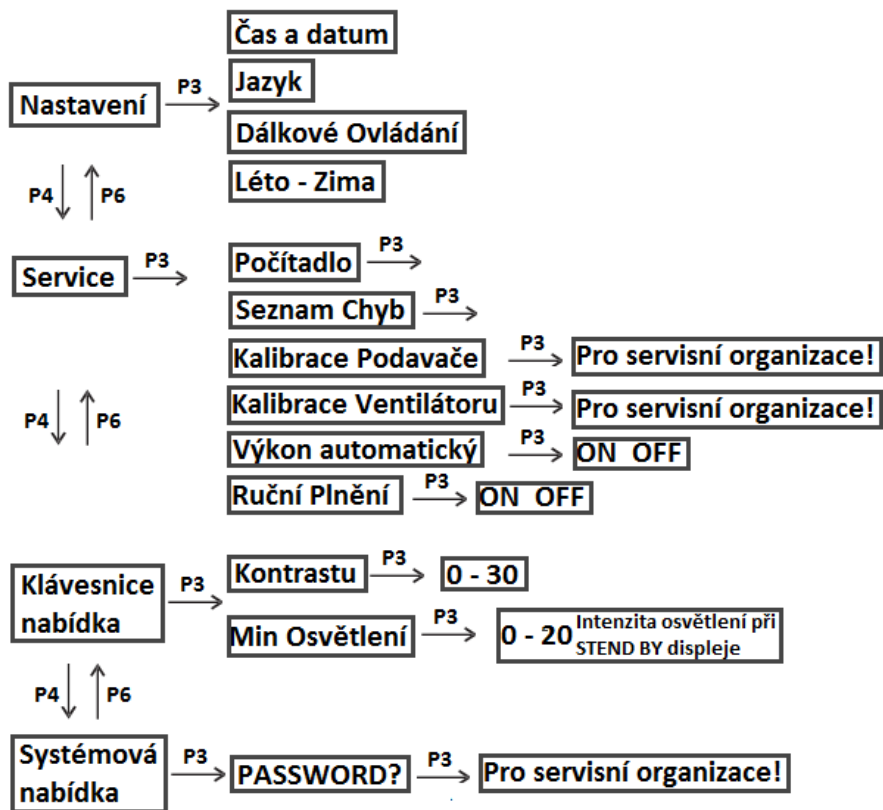 Čas a datum
Nastavení P3 Jazyk
Dálkové Ovládání
Léto - Zima
P4 P6
Service P3 Počítadlo P3
Seznam Chyb P3
Kalibrace Podavače P3 Pro servisní organizace!
P4 P6 Kalibrace Ventilátoru P3 Pro servisní organizace!
Výkon automatický P3 ON OFF
Ruční Plnění P3 ON OFF
Klávesnice
nabídka
P3
Kontrastu P3 0 - 30
Min Osvětlení P3 0 - 20 Intenzita osvětlení při
STEND BY displeje
P4 P6
Systémová
nabídka
P3 PASSWORD? P3 Pro servisní organizace!